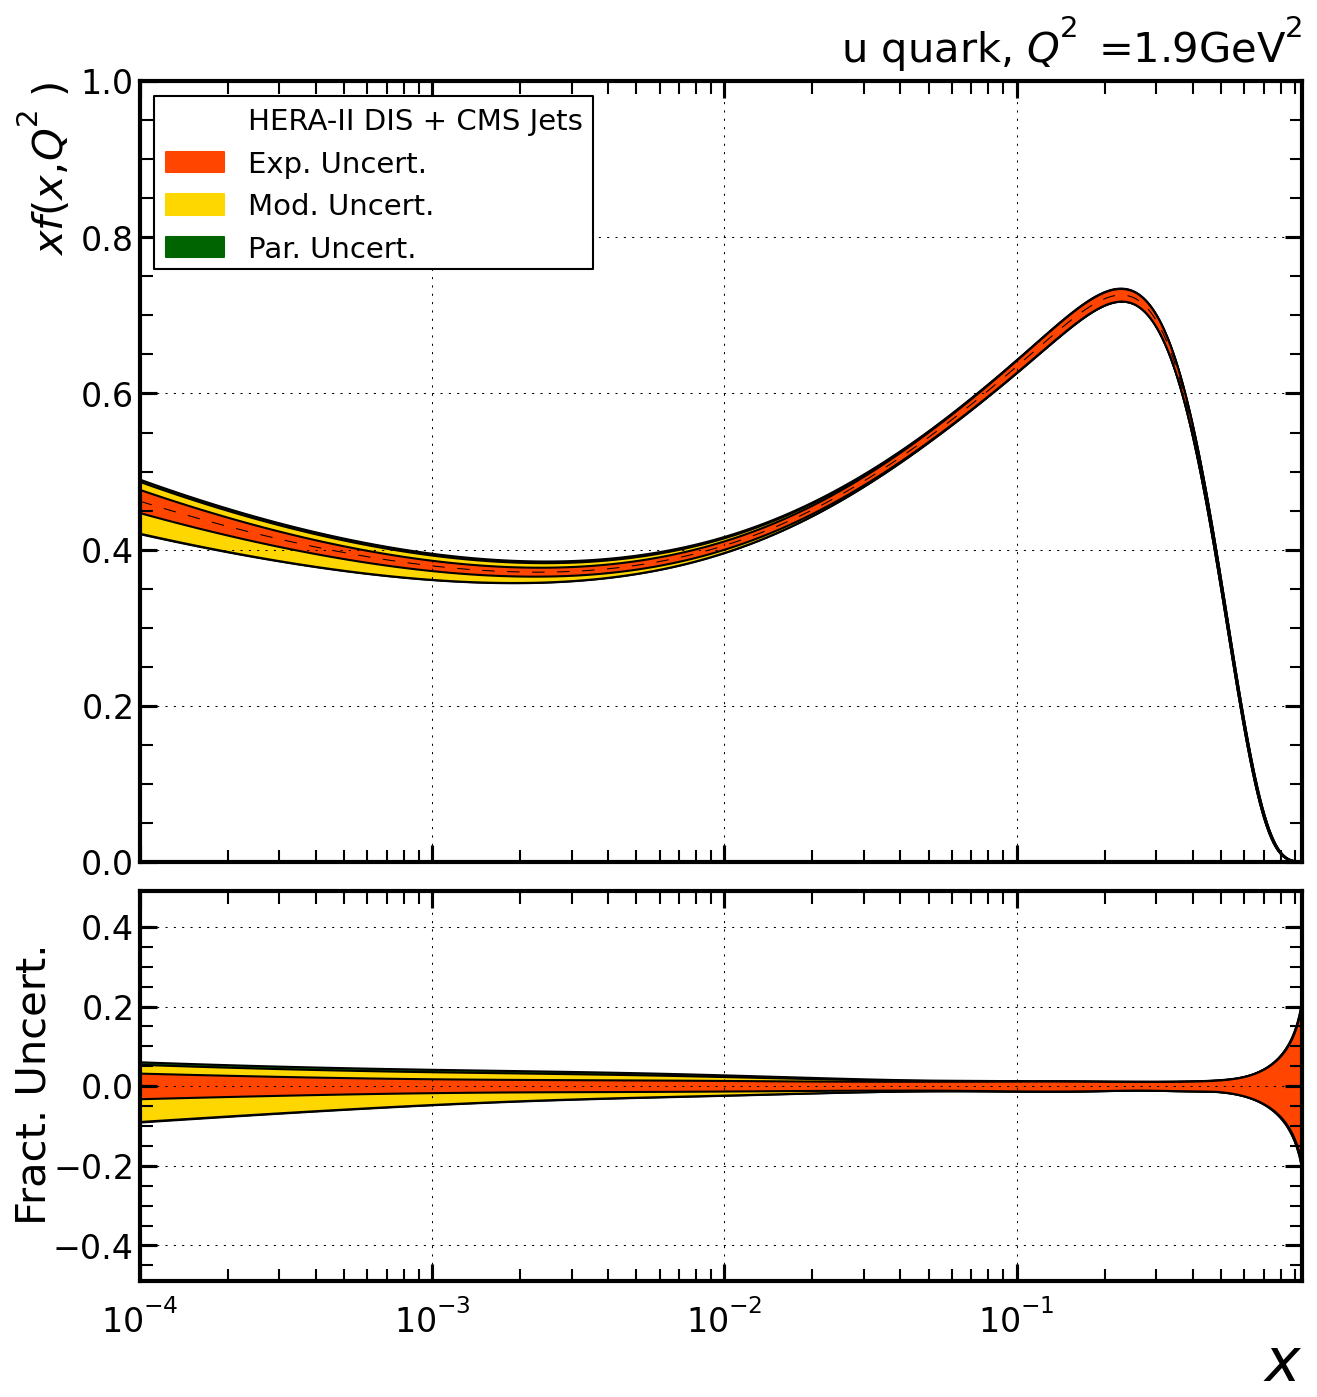 u quark, Q² =1.9GeV²
xf(x,Q²)
1.0
0.8
0.6
0.4
0.2
0.0
HERA-II DIS + CMS Jets
Exp. Uncert.
Mod. Uncert.
Par. Uncert.
Fract. Uncert.
0.4
0.2
0.0
−0.2
−0.4
10⁻⁴ 10⁻³ 10⁻² 10⁻¹
x